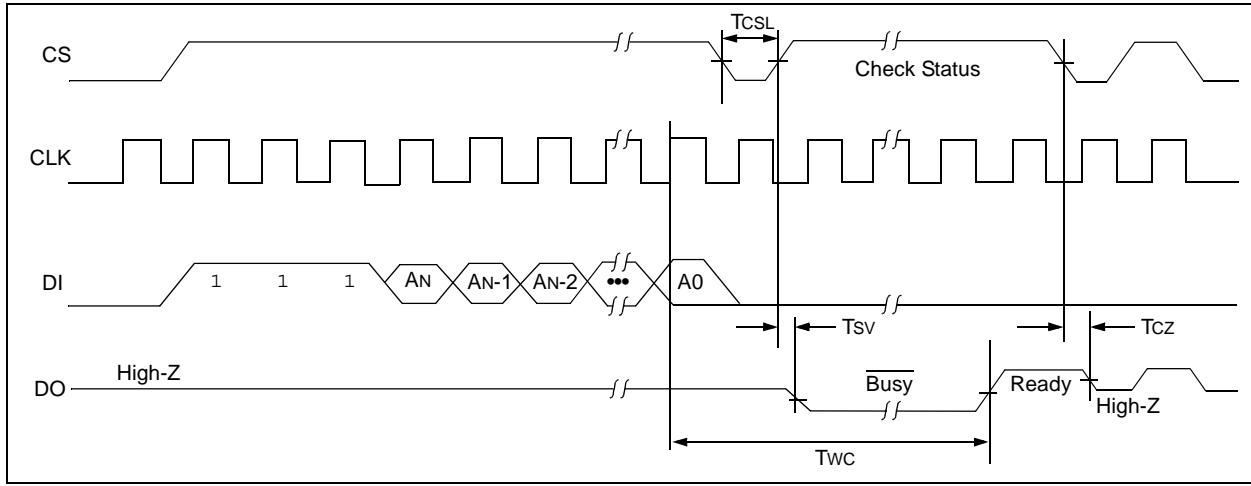 TCSL
CS
Check Status
CLK
DI
1 1 1 AN AN-1 AN-2 ••• A0
TSV
TCZ
High-Z
Busy
Ready
DO
High-Z
TWC